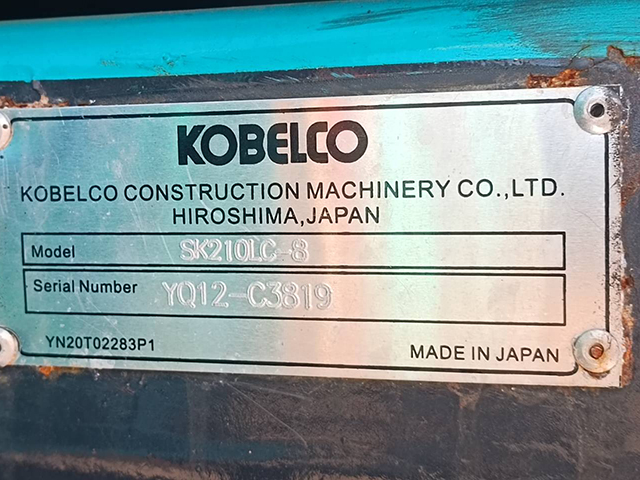 KOBELCO
KOBELCO CONSTRUCTION MACHINERY CO.,LTD.
HIROSHIMA,JAPAN
Model SK210LC-8
Serial Number YQ12-C3819
YN20T02283P1 MADE IN JAPAN